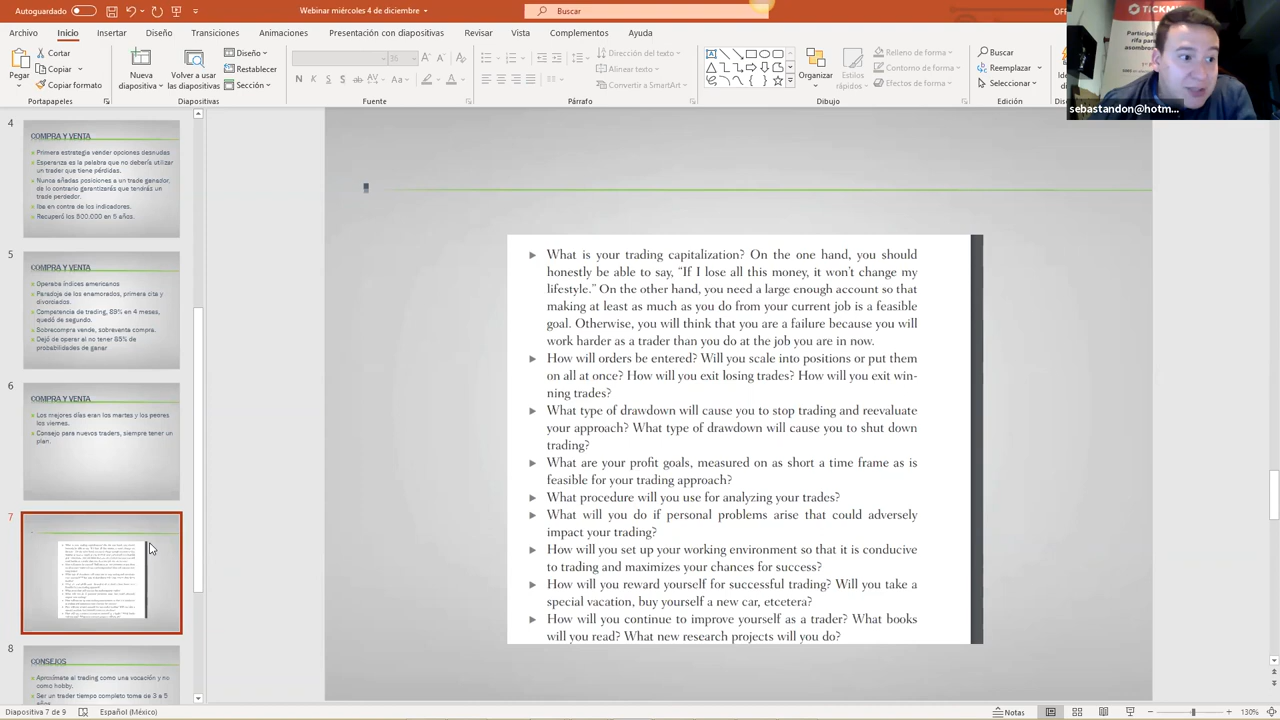 Autoguardado
Webinar miércoles 4 de diciembre
Buscar
OFF
TICKMILL
Participa
rifa para
asombros
sebastandon@hotm...
Archivo Inicio Insertar Diseño Transiciones Animaciones Presentación con diapositivas Revisar Vista Complementos Ayuda
Pegar
Cortar
Copiar
Copiar formato
Portapapeles
Nueva
diapositiva
Volver a usar
las diapositivas
Diseño
Restablecer
Sección
Diapositivas
36
N K S S ab AV Aa A
Fuente
Dirección del texto
Alinear texto
Convertir a SmartArt
Párrafo
Organizar
Estilos
rápidos
Relleno de forma
Contorno de forma
Efectos de forma
Dibujo
Buscar
Reemplazar
Seleccionar
Edición
4
COMPRA Y VENTA
Primera estrategia vender opciones desnudas
Esperanza es la palabra que no debería utilizar
un trader que tiene pérdidas.
Nunca añadas posiciones a un trade ganador,
de lo contrario garantizarás que tendrás un
trade perdedor.
Iba en contra de los indicadores.
Recuperó los 500.000 en 5 años.
5
COMPRA Y VENTA
Operatra índices americanos
Paradoja de los enamorados, primera cita y
divorciados.
Competencia de trading, 89% en 4 meses,
quedó de segundo.
Sobrecompra vende, sobreventa compra.
Dejó de operar al no tener 85% de
probabilidades de ganar
6
COMPRA Y VENTA
Los mejores días eran los martes y los peores
los viernes.
Consejo para nuevos traders, siempre tener un
plan.
7
8
CONSEJOS
Aproxímate al trading como una vocación y no
como hobby.
Ser un trader tiempo completo toma de 3 a 5
años.
What is your trading capitalization? On the one hand, you should
honestly be able to say, “If I lose all this money, it won’t change my
lifestyle.” On the other hand, you need a large enough account so that
making at least as much as you do from your current job is a feasible
goal. Otherwise, you will think that you are a failure because you will
work harder as a trader than you do at the job you are in now.
How will orders be entered? Will you scale into positions or put them
on all at once? How will you exit losing trades? How will you exit win-
ning trades?
What type of drawdown will cause you to stop trading and reevaluate
your approach? What type of drawdown will cause you to shut down
trading?
What are your profit goals, measured on as short a time frame as is
feasible for your trading approach?
What procedure will you use for analyzing your trades?
What will you do if personal problems arise that could adversely
impact your trading?
How will you set up your working environment so that it is conducive
to trading and maximizes your chances for success?
How will you reward yourself for successful trading? Will you take a
special vacation, buy yourself a new car, etcetera?
How will you continue to improve yourself as a trader? What books
will you read? What new research projects will you do?
Diapositiva 7 de 9
Español (México)
Notas
130%